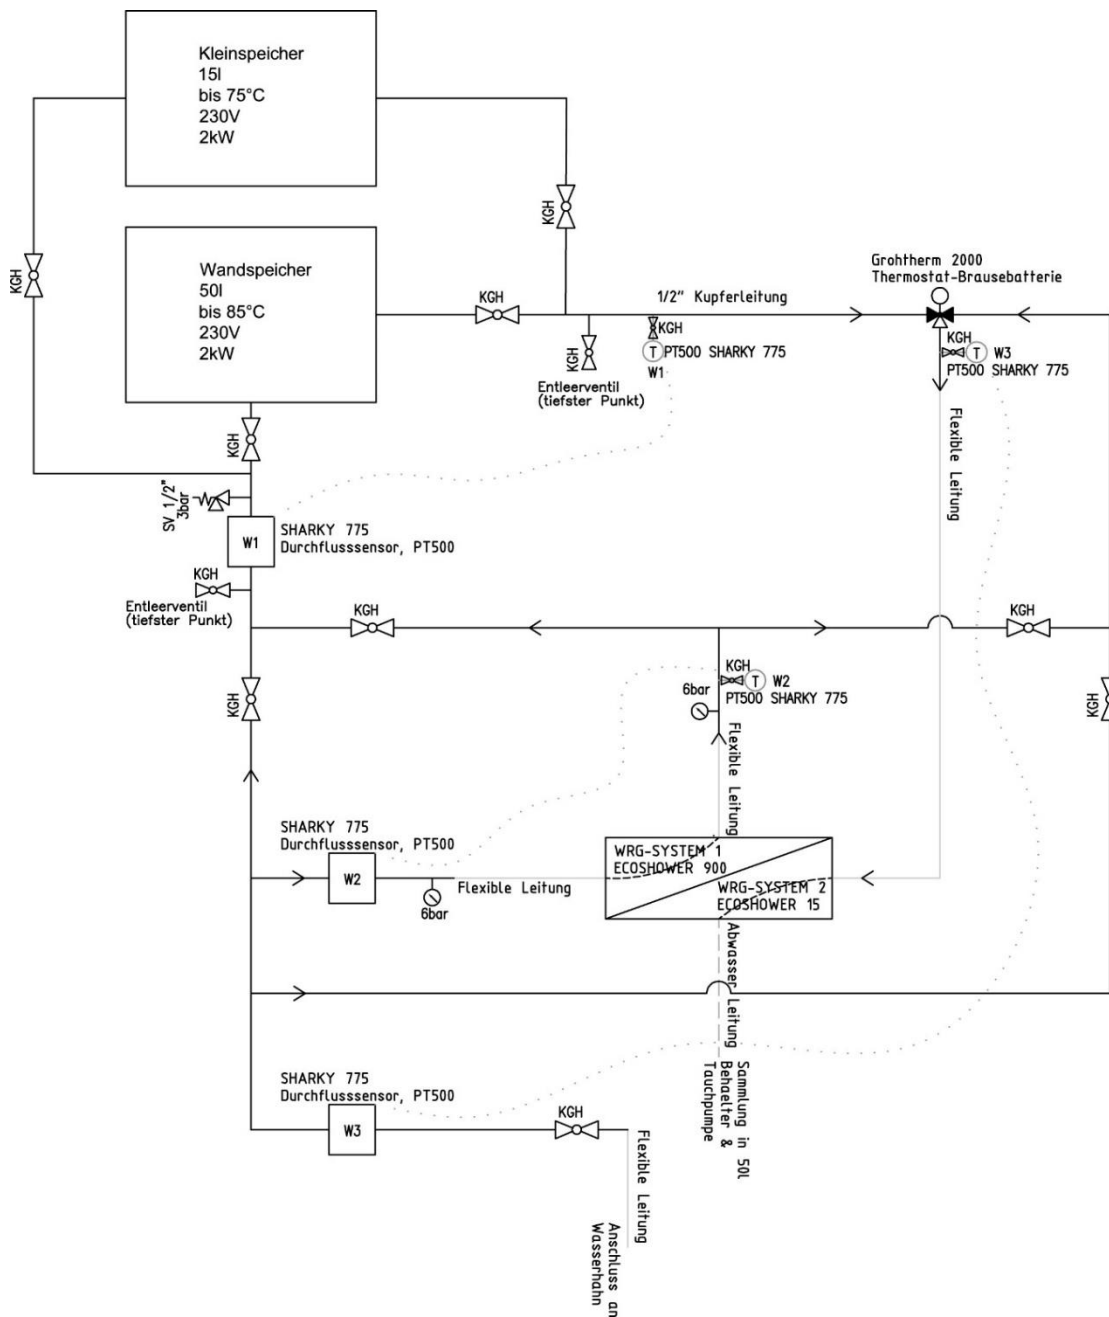 Kleinspeicher
15l
bis 75°C
230V
2kW
KGH
KGH
Wandspeicher
50l
bis 85°C
230V
2kW
KGH
1/2" Kupferleitung
Grohtherm 2000
Thermostat-Brausebatterie
KGH
T PT500 SHARKY 775
W1
Entleerventil
(tiefster Punkt)
KGH
KGH
T W3
PT500 SHARKY 775
Flexible Leitung
KGH
SV 1/2"
3bar
W1
SHARKY 775
Durchflusssensor, PT500
KGH
Entleerventil
(tiefster Punkt)
KGH
KGH
KGH
KGH
T W2
PT500 SHARKY 775
6bar
KGH
Flexible Leitung
SHARKY 775
Durchflusssensor, PT500
W2
6bar
Flexible Leitung
WRG-SYSTEM 1
ECOSHOWER 900
WRG-SYSTEM 2
ECOSHOWER 15
Abwasser Leitung
Sammlung in 50l
Behaelter &
Tauchpumpe
SHARKY 775
Durchflusssensor, PT500
W3
KGH
Flexible Leitung
Anschluss an
Wasserhahn